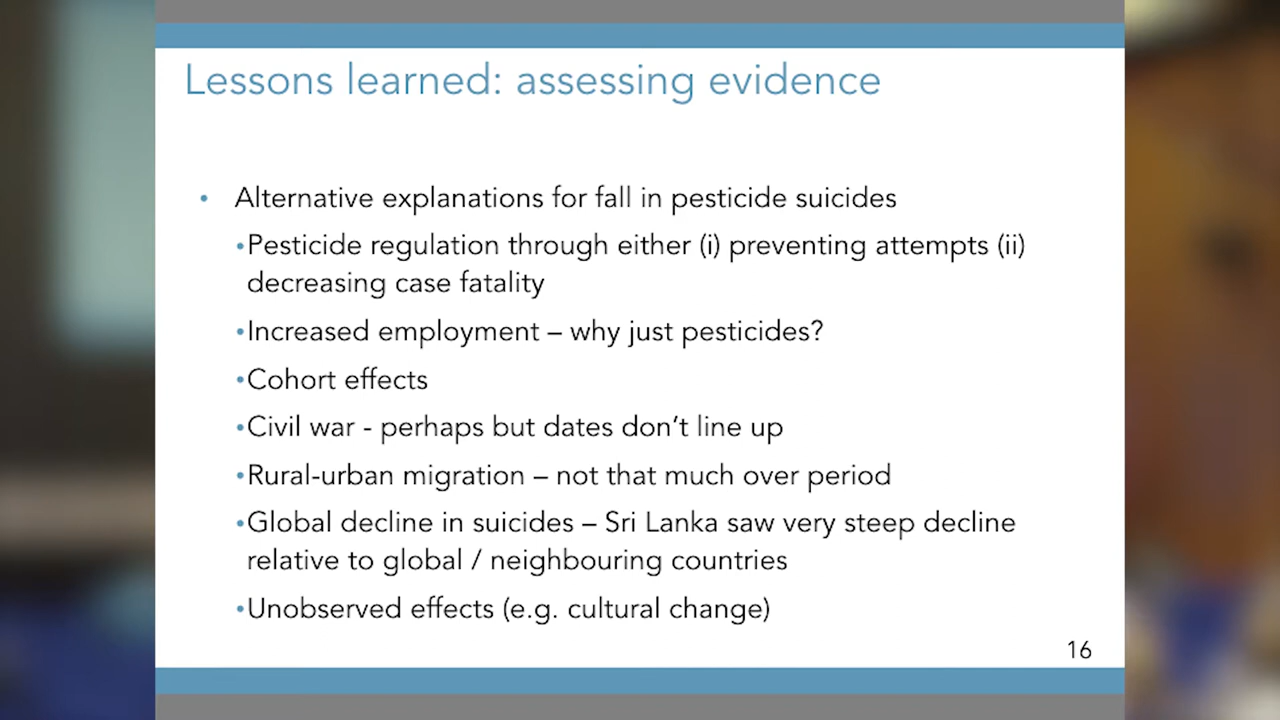 Lessons learned: assessing evidence
• Alternative explanations for fall in pesticide suicides
•Pesticide regulation through either (i) preventing attempts (ii)
decreasing case fatality
•Increased employment – why just pesticides?
•Cohort effects
•Civil war - perhaps but dates don’t line up
•Rural-urban migration – not that much over period
•Global decline in suicides – Sri Lanka saw very steep decline
relative to global / neighbouring countries
•Unobserved effects (e.g. cultural change)
16